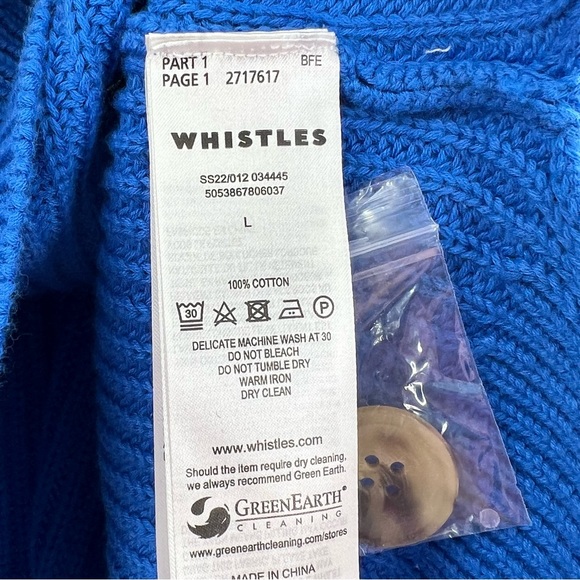 PART 1 BFE
PAGE 1 2717617
WHISTLES
SS22/012 034445
5053867806037
L
100% COTTON
30 P
DELICATE MACHINE WASH AT 30
DO NOT BLEACH
DO NOT TUMBLE DRY
WARM IRON
DRY CLEAN
www.whistles.com
Should the item require dry cleaning,
we always recommend Green Earth.
GREENEARTH®
CLEANING
www.greenearthcleaning.com/stores
MADE IN CHINA